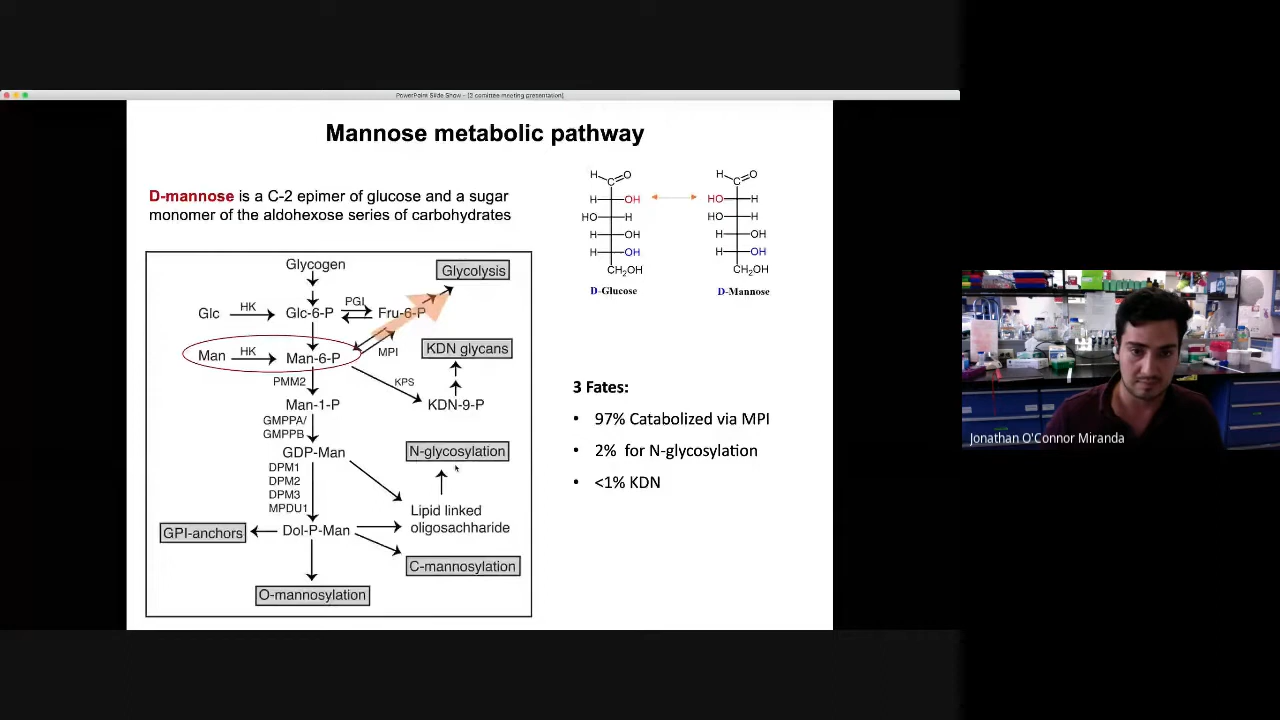 PowerPoint Slide Show - [2 comittee meeting presentation]
Mannose metabolic pathway
D-mannose is a C-2 epimer of glucose and a sugar
monomer of the aldohexose series of carbohydrates
H C O
H OH
HO H
H OH
H OH
CH2OH
D-Glucose
H C O
HO H
HO H
H OH
H OH
CH2OH
D-Mannose
Glycogen
Glycolysis
Glc HK Glc-6-P PGI Fru-6-P
Man HK Man-6-P MPI
KDN glycans
PMM2 KPS
Man-1-P KDN-9-P
GMPPA/
GMPPB
GDP-Man
N-glycosylation
DPM1
DPM2
DPM3
MPDU1
Lipid linked
oligosachharide
GPI-anchors
Dol-P-Man
C-mannosylation
O-mannosylation
3 Fates:
• 97% Catabolized via MPI
• 2% for N-glycosylation
• <1% KDN
Jonathan O'Connor Miranda